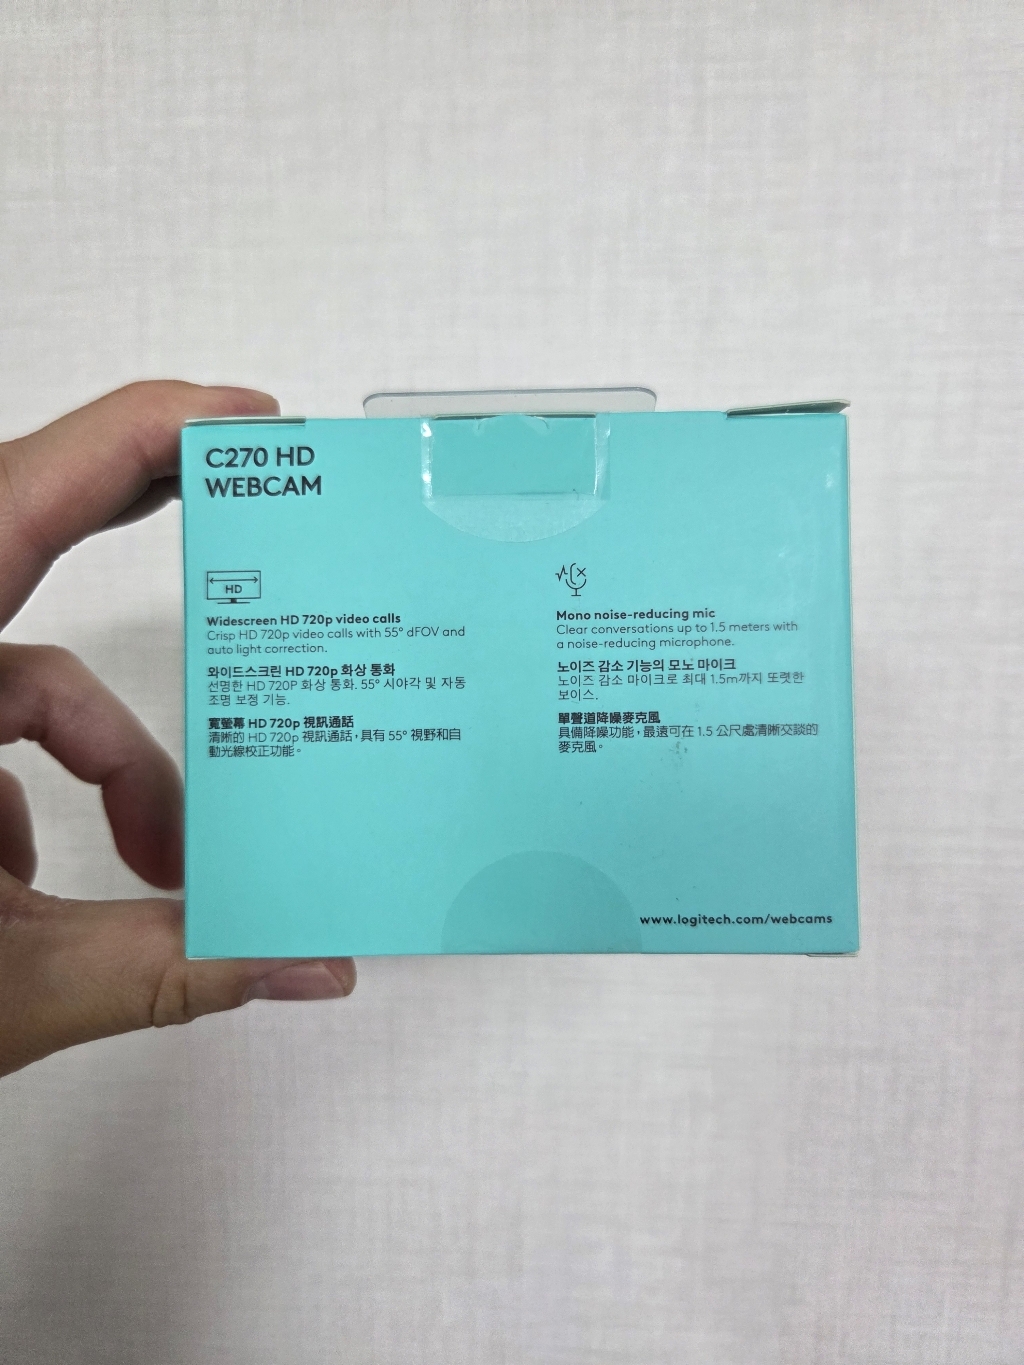 C270 HD
WEBCAM
HD
Widescreen HD 720p video calls
Crisp HD 720p video calls with 55° dFOV and
auto light correction.
와이드스크린 HD 720p 화상 통화
선명한 HD 720P 화상 통화. 55° 시야각 및 자동
조명 보정 기능.
寬螢幕 HD 720p 視訊通話
清晰的 HD 720p 視訊通話，具有 55° 視野和自
動光線校正功能。
Mono noise-reducing mic
Clear conversations up to 1.5 meters with
a noise-reducing microphone.
노이즈 감소 기능의 모노 마이크
노이즈 감소 마이크로 최대 1.5m까지 또렷한
보이스.
單聲道降噪麥克風
具備降噪功能，最遠可在 1.5 公尺處清晰交談的
麥克風。
www.logitech.com/webcams